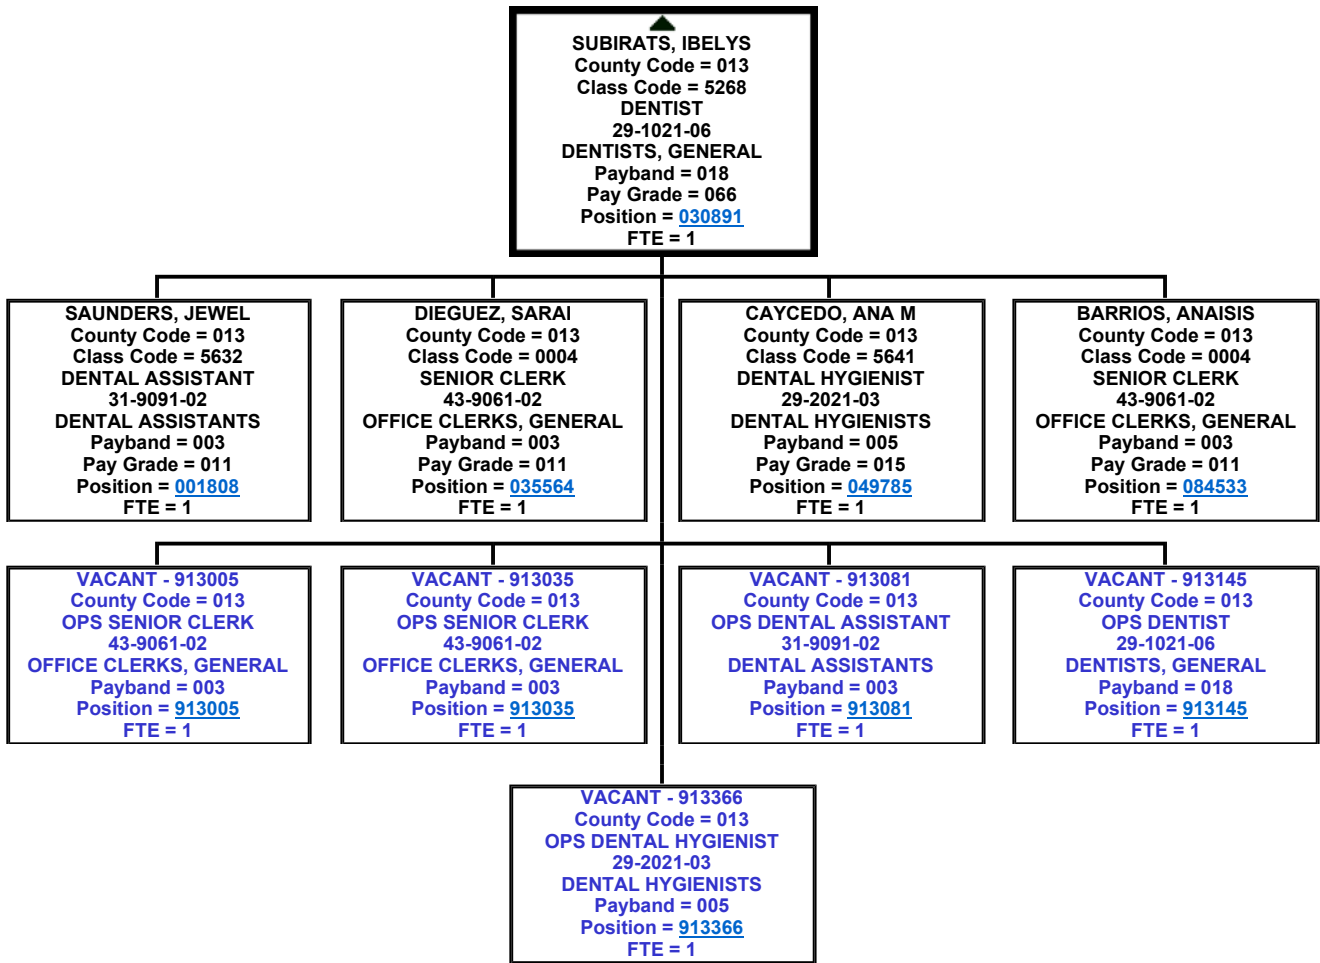 SUBIRATS, IBELYS
County Code = 013
Class Code = 5268
DENTIST
29-1021-06
DENTISTS, GENERAL
Payband = 018
Pay Grade = 066
Position = 030891
FTE = 1
SAUNDERS, JEWEL
County Code = 013
Class Code = 5632
DENTAL ASSISTANT
31-9091-02
DENTAL ASSISTANTS
Payband = 003
Pay Grade = 011
Position = 001808
FTE = 1
DIEGUEZ, SARAI
County Code = 013
Class Code = 0004
SENIOR CLERK
43-9061-02
OFFICE CLERKS, GENERAL
Payband = 003
Pay Grade = 011
Position = 035564
FTE = 1
CAYCEDO, ANA M
County Code = 013
Class Code = 5641
DENTAL HYGIENIST
29-2021-03
DENTAL HYGIENISTS
Payband = 005
Pay Grade = 015
Position = 049785
FTE = 1
BARRIOS, ANAISIS
County Code = 013
Class Code = 0004
SENIOR CLERK
43-9061-02
OFFICE CLERKS, GENERAL
Payband = 003
Pay Grade = 011
Position = 084533
FTE = 1
VACANT - 913005
County Code = 013
OPS SENIOR CLERK
43-9061-02
OFFICE CLERKS, GENERAL
Payband = 003
Position = 913005
FTE = 1
VACANT - 913035
County Code = 013
OPS SENIOR CLERK
43-9061-02
OFFICE CLERKS, GENERAL
Payband = 003
Position = 913035
FTE = 1
VACANT - 913081
County Code = 013
OPS DENTAL ASSISTANT
31-9091-02
DENTAL ASSISTANTS
Payband = 003
Position = 913081
FTE = 1
VACANT - 913145
County Code = 013
OPS DENTIST
29-1021-06
DENTISTS, GENERAL
Payband = 018
Position = 913145
FTE = 1
VACANT - 913366
County Code = 013
OPS DENTAL HYGIENIST
29-2021-03
DENTAL HYGIENISTS
Payband = 005
Position = 913366
FTE = 1